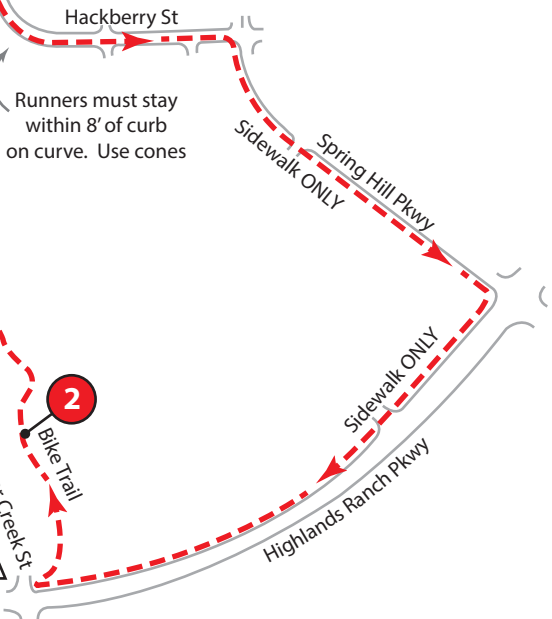 Hackberry St
Runners must stay
within 8' of curb
on curve. Use cones
Sidewalk ONLY
Spring Hill Pkwy
Sidewalk ONLY
Highlands Ranch Pkwy
2
Bike Trail
Creek St